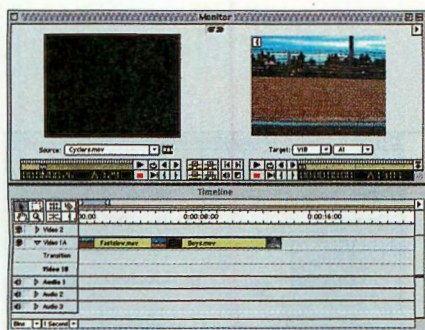 Monitor
Source: Cyclers.mov
Target: V1B A1
Timeline
00:00 0:00:08:00 0:00:16:00
Video 2
Video 1A Fastslow.mov Boys.mov
Transition
Video 1B
Audio 1
Audio 2
Audio 3
1 Second